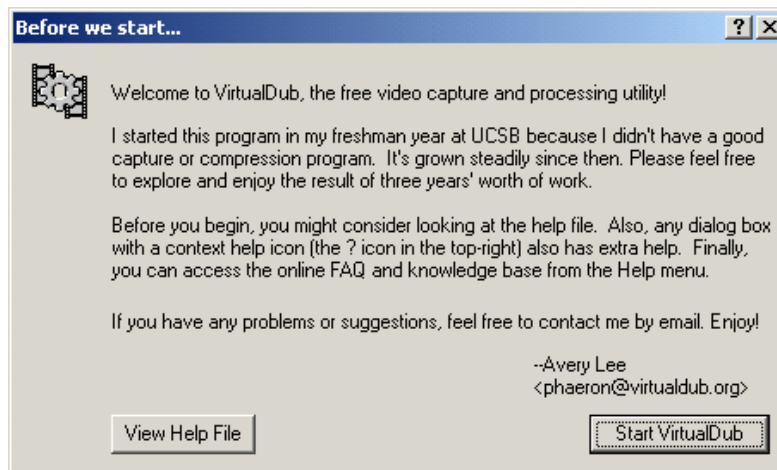 Before we start...
Welcome to VirtualDub, the free video capture and processing utility!
I started this program in my freshman year at UCSB because I didn't have a good
capture or compression program.  It's grown steadily since then. Please feel free
to explore and enjoy the result of three years' worth of work.
Before you begin, you might consider looking at the help file.  Also, any dialog box
with a context help icon (the ? icon in the top-right) also has extra help.  Finally,
you can access the online FAQ and knowledge base from the Help menu.
If you have any problems or suggestions, feel free to contact me by email. Enjoy!
--Avery Lee
<phaeron@virtualdub.org>
View Help File
Start VirtualDub